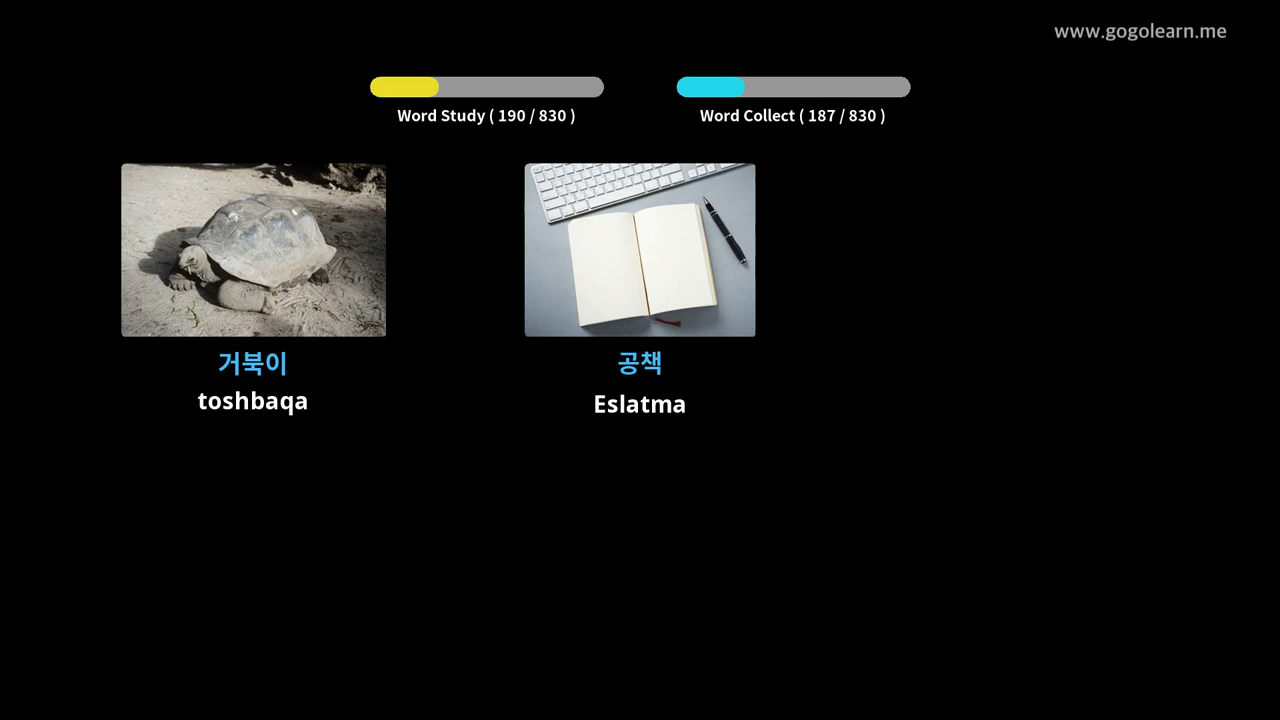 www.gogolearn.me
Word Study ( 190 / 830 )
Word Collect ( 187 / 830 )
거북이
toshbaqa
공책
Eslatma